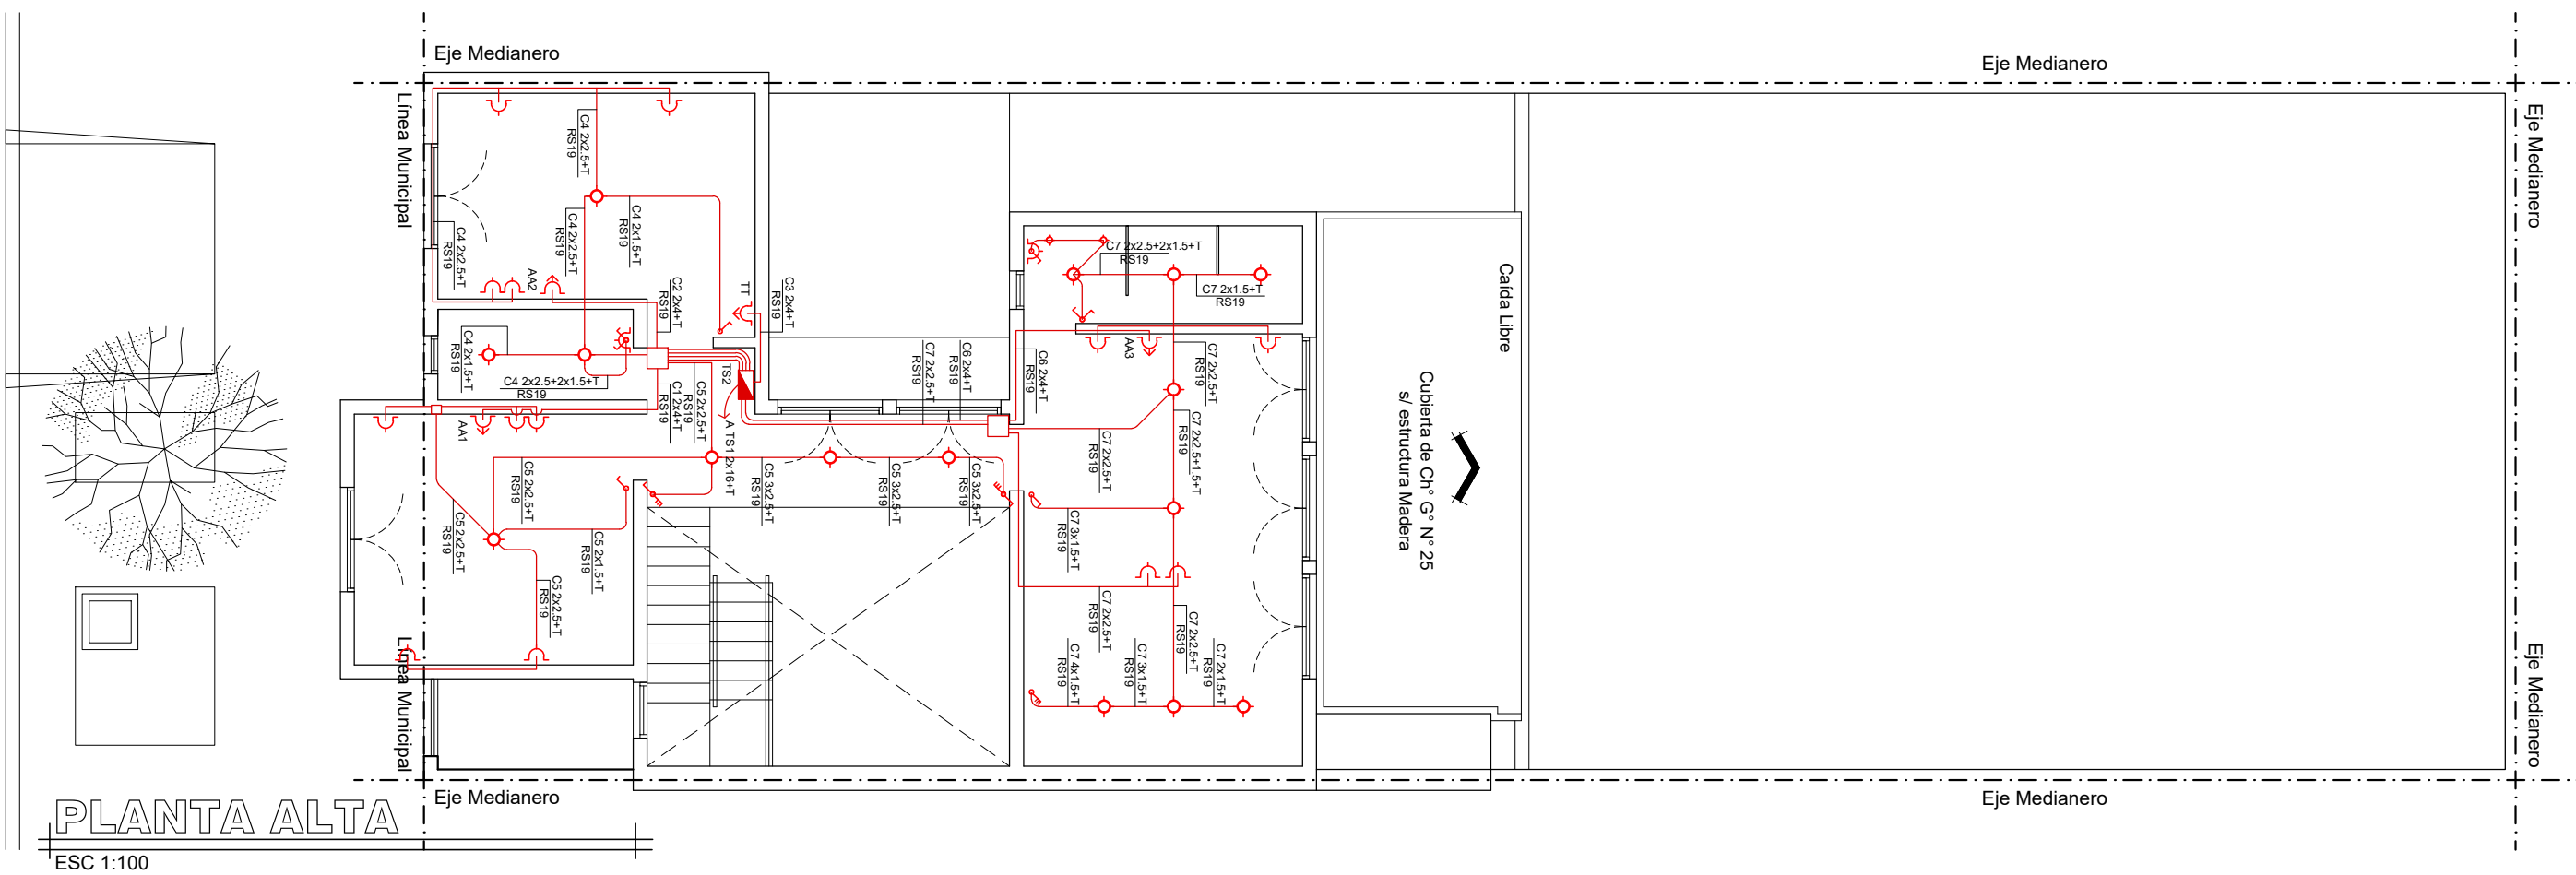 Eje Medianero
Eje Medianero
Línea Municipal
Eje Medianero
C4 2x2.5+T
RS19
C4 2x1.5+T
RS19
C4 2x2.5+T
RS19
C4 2x2.5+T
RS19
AA2
C2 2x4+T
RS19
TT
C3 2x4+T
RS19
C7 2x2.5+2x1.5+T
RS19
C7 2x1.5+T
RS19
Caída Libre
C4 2x1.5+T
RS19
C4 2x2.5+2x1.5+T
RS19
C1 2x4+T
RS19
C5 2x2.5+T
RS19
TS2
A TS1 2x16+T
C7 2x2.5+T
RS19
C6 2x4+T
RS19
C6 2x4+T
RS19
AA3
C7 2x2.5+T
RS19
Cubierta de Chº Gº Nº 25
s/ estructura Madera
AA1
C5 2x2.5+T
RS19
C5 2x2.5+T
RS19
C5 2x1.5+T
RS19
C5 2x2.5+T
RS19
C5 3x2.5+T
RS19
C5 3x2.5+T
RS19
C5 3x2.5+T
RS19
C7 2x2.5+T
RS19
C7 2x2.5+1.5+T
RS19
C7 3x1.5+T
RS19
C7 2x2.5+T
RS19
C7 2x2.5+T
RS19
C7 4x1.5+T
RS19
C7 3x1.5+T
RS19
C7 2x1.5+T
RS19
Línea Municipal
Eje Medianero
Eje Medianero
Eje Medianero
PLANTA ALTA
ESC 1:100